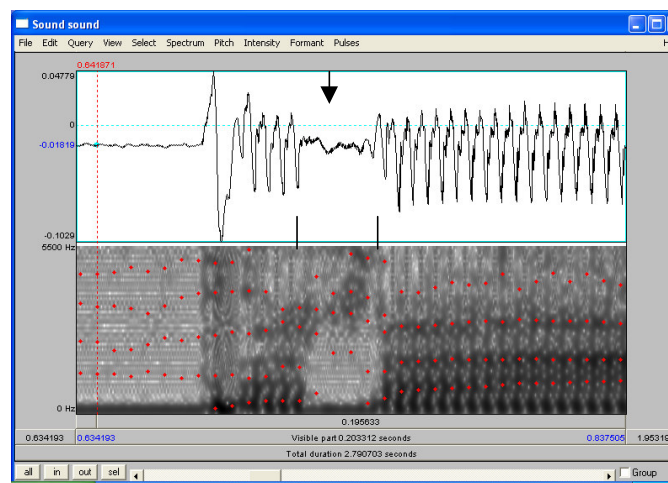 Sound sound
File Edit Query View Select Spectrum Pitch Intensity Formant Pulses H
0.641871
0.04779
0
-0.01819
-0.1029
5500 Hz
0 Hz
0.195633
0.634193 0.634193 Visible part 0.203312 seconds 0.837505 1.95319
Total duration 2.790703 seconds
all in out sel Group